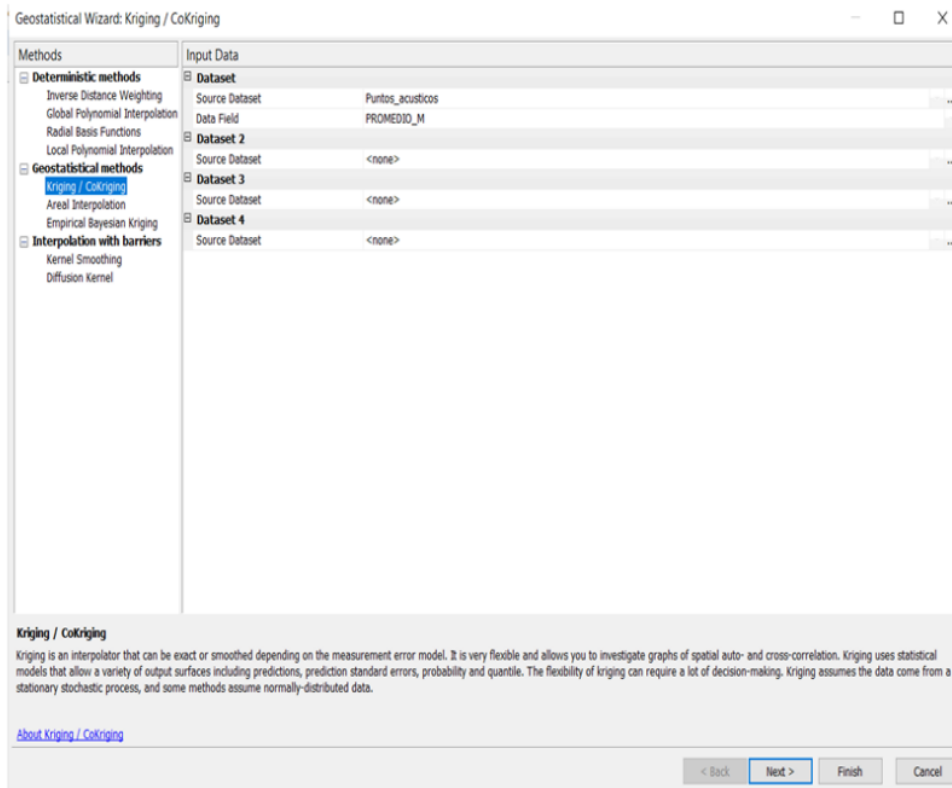 Geostatistical Wizard: Kriging / CoKriging
Methods
Deterministic methods
Inverse Distance Weighting
Global Polynomial Interpolation
Radial Basis Functions
Local Polynomial Interpolation
Geostatistical methods
Kriging / CoKriging
Areal Interpolation
Empirical Bayesian Kriging
Interpolation with barriers
Kernel Smoothing
Diffusion Kernel
Input Data
Dataset
Source Dataset Puntos_acusticos
Data Field PROMEDIO_M
Dataset 2
Source Dataset <none>
Dataset 3
Source Dataset <none>
Dataset 4
Source Dataset <none>
Kriging / CoKriging
Kriging is an interpolator that can be exact or smoothed depending on the measurement error model. It is very flexible and allows you to investigate graphs of spatial auto- and cross-correlation. Kriging uses statistical
models that allow a variety of output surfaces including predictions, prediction standard errors, probability and quantile. The flexibility of kriging can require a lot of decision-making. Kriging assumes the data come from a
stationary stochastic process, and some methods assume normally-distributed data.
About Kriging / CoKriging
< Back Next > Finish Cancel